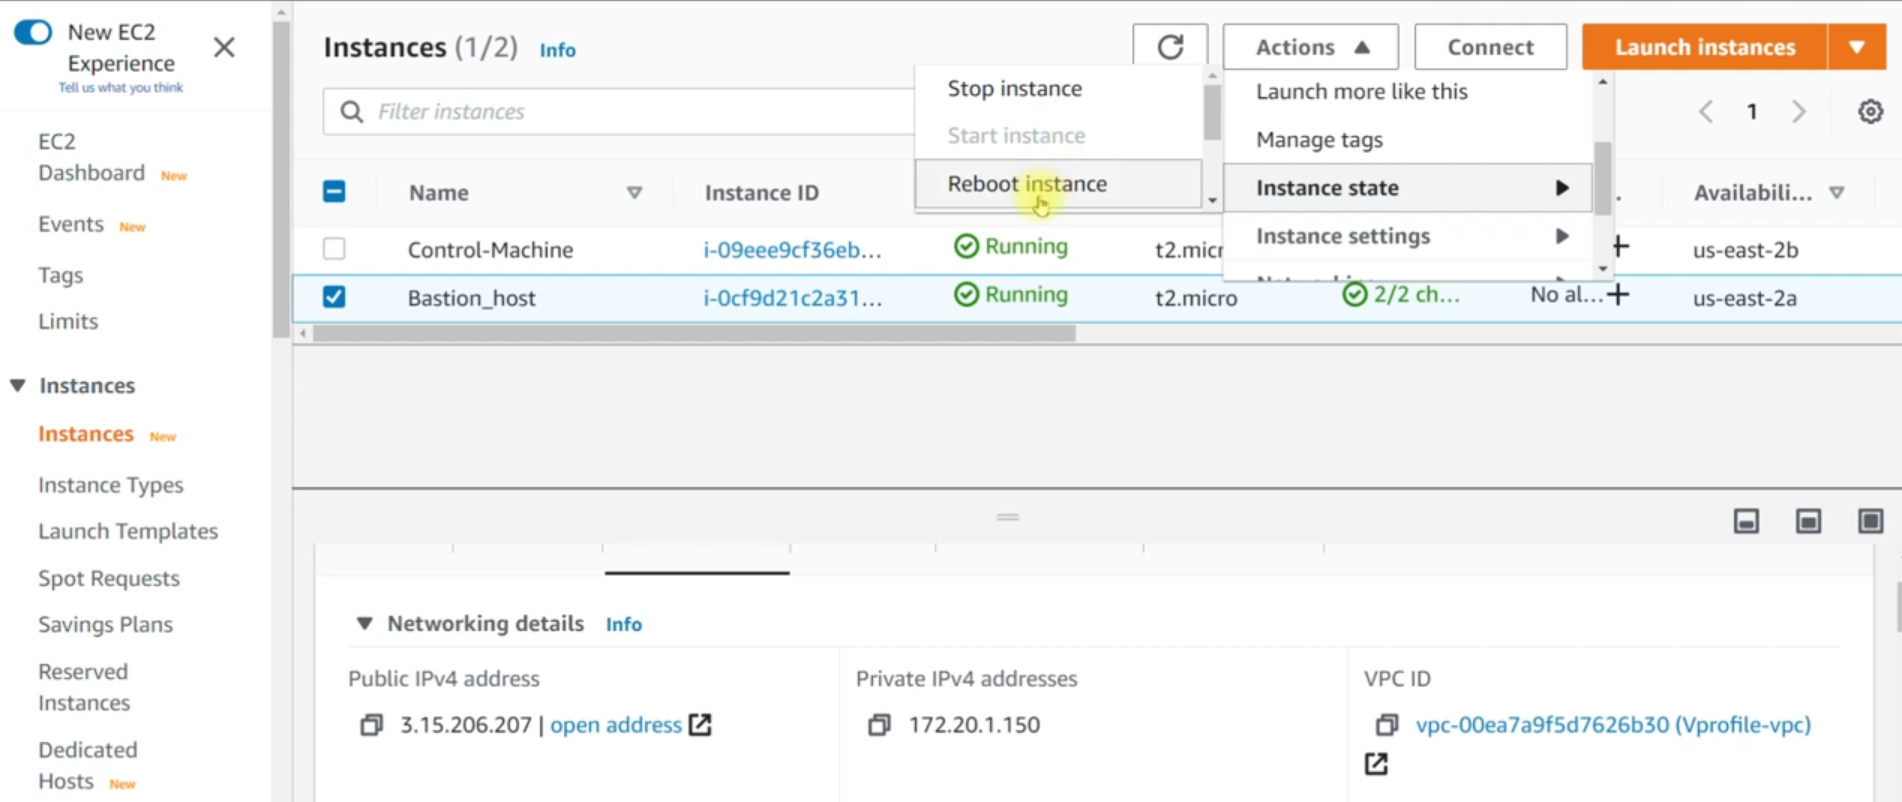 New EC2
Experience
Tell us what you think
EC2
Dashboard New
Events New
Tags
Limits
Instances
Instances New
Instance Types
Launch Templates
Spot Requests
Savings Plans
Reserved
Instances
Dedicated
Hosts New
Instances (1/2) Info
Actions
Connect
Launch instances
Filter instances
1
Stop instance
Start instance
Reboot instance
Launch more like this
Manage tags
Instance state
Instance settings
Name Instance ID Availabili...
Control-Machine i-09eee9cf36eb... Running t2.micr us-east-2b
Bastion_host i-0cf9d21c2a31... Running t2.micro 2/2 ch... No al... us-east-2a
Networking details Info
Public IPv4 address
3.15.206.207 | open address
Private IPv4 addresses
172.20.1.150
VPC ID
vpc-00ea7a9f5d7626b30 (Vprofile-vpc)